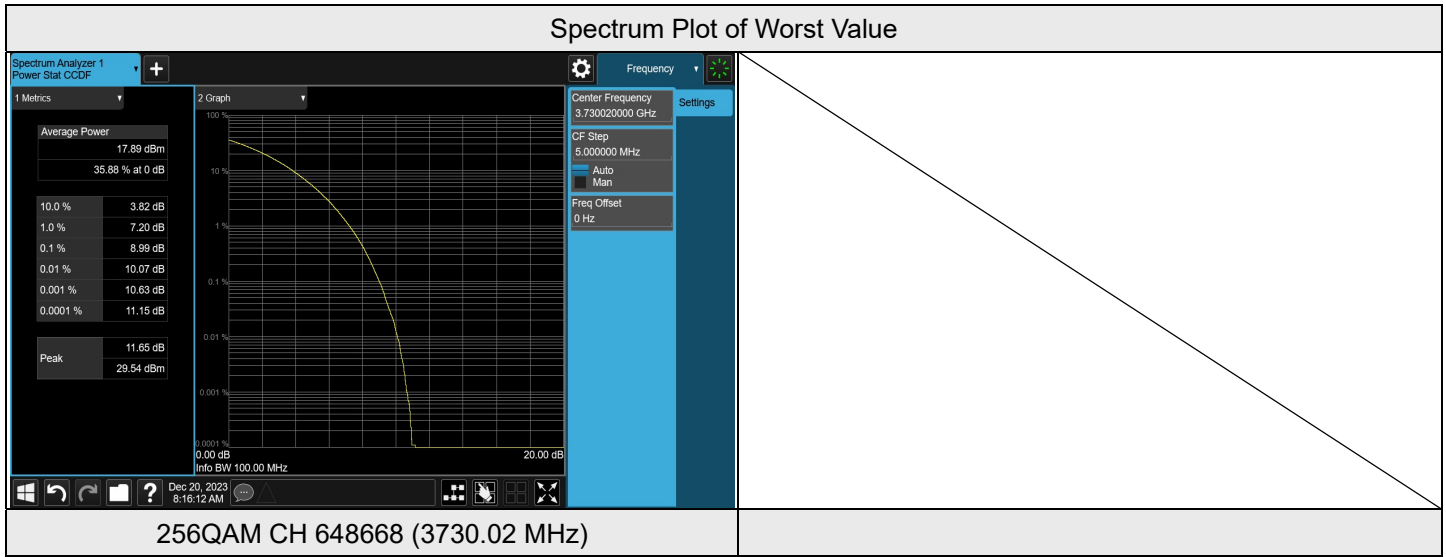 Spectrum Plot of Worst Value
Spectrum Analyzer 1
Power Stat CCDF
+
Frequency
1 Metrics
2 Graph
Average Power
17.89 dBm
35.88 % at 0 dB
10.0 % 3.82 dB
1.0 % 7.20 dB
0.1 % 8.99 dB
0.01 % 10.07 dB
0.001 % 10.63 dB
0.0001 % 11.15 dB
Peak
11.65 dB
29.54 dBm
100 %
10 %
1 %
0.1 %
0.01 %
0.001 %
0.0001 %
0.00 dB 20.00 dB
Info BW 100.00 MHz
Center Frequency
3.730020000 GHz
Settings
CF Step
5.000000 MHz
Auto
Man
Freq Offset
0 Hz
?
Dec 20, 2023
8:16:12 AM
256QAM CH 648668 (3730.02 MHz)